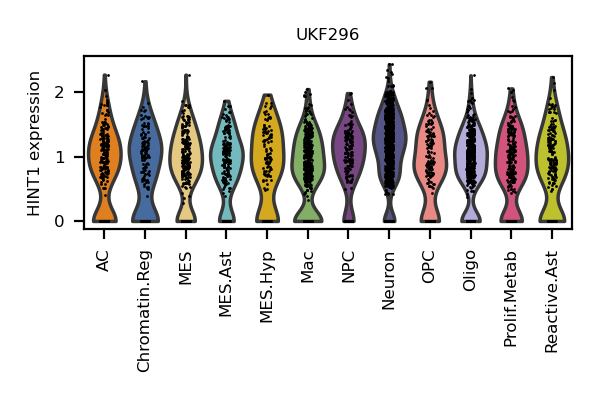 UKF296
HINT1 expression
2
1
0
AC
Chromatin.Reg
MES
MES.Ast
MES.Hyp
Mac
NPC
Neuron
OPC
Oligo
Prolif.Metab
Reactive.Ast